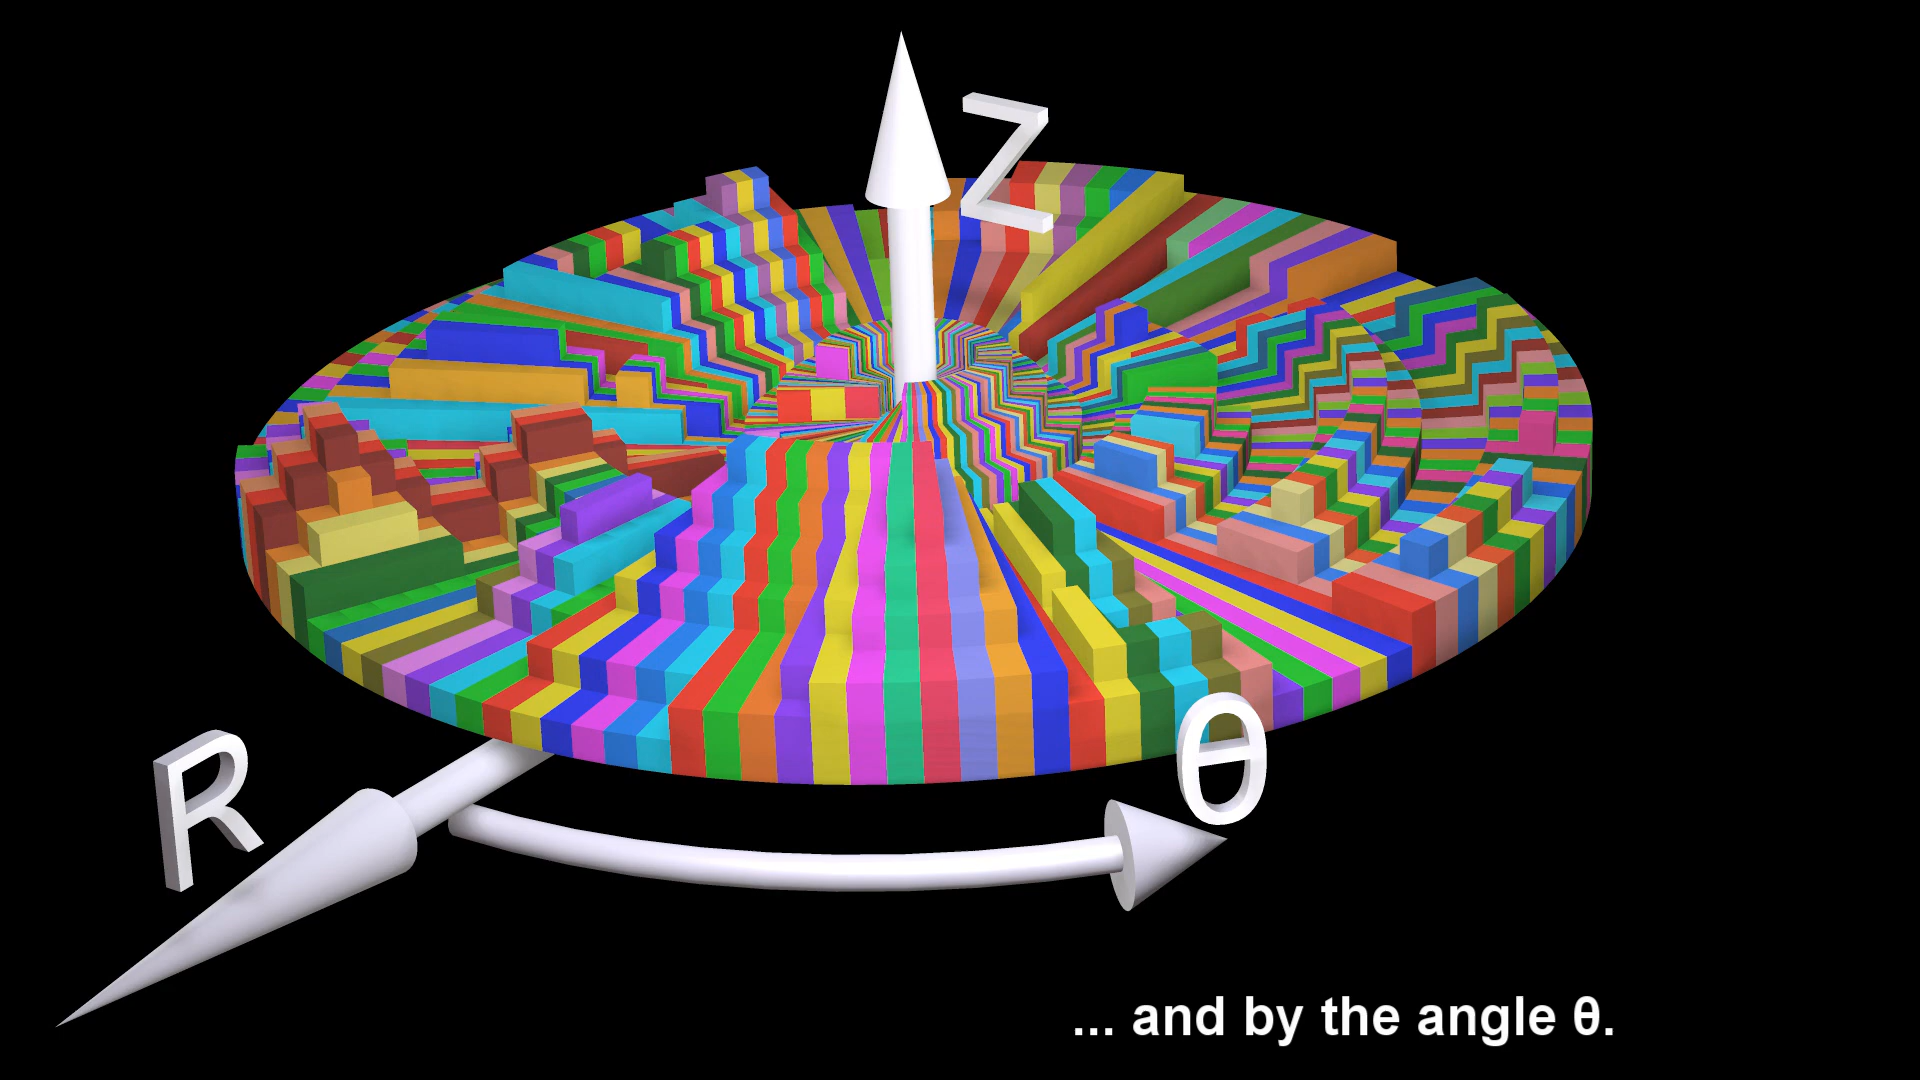 Z
R
θ
... and by the angle θ.